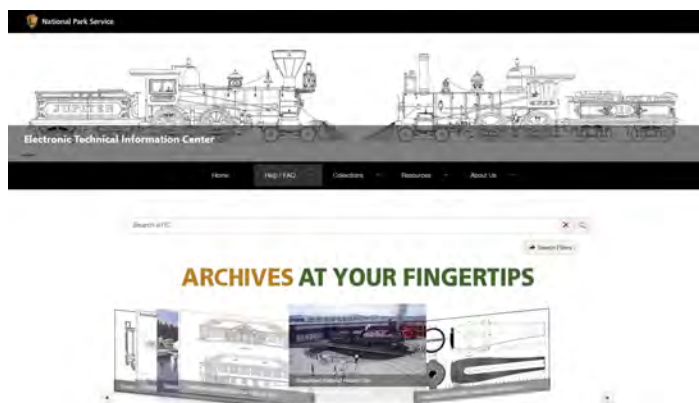 National Park Service
JUPITER
Electronic Technical Information Center
Home Help / FAQ Collections Resources About Us
Search eTIC
Search Filters
ARCHIVES AT YOUR FINGERTIPS